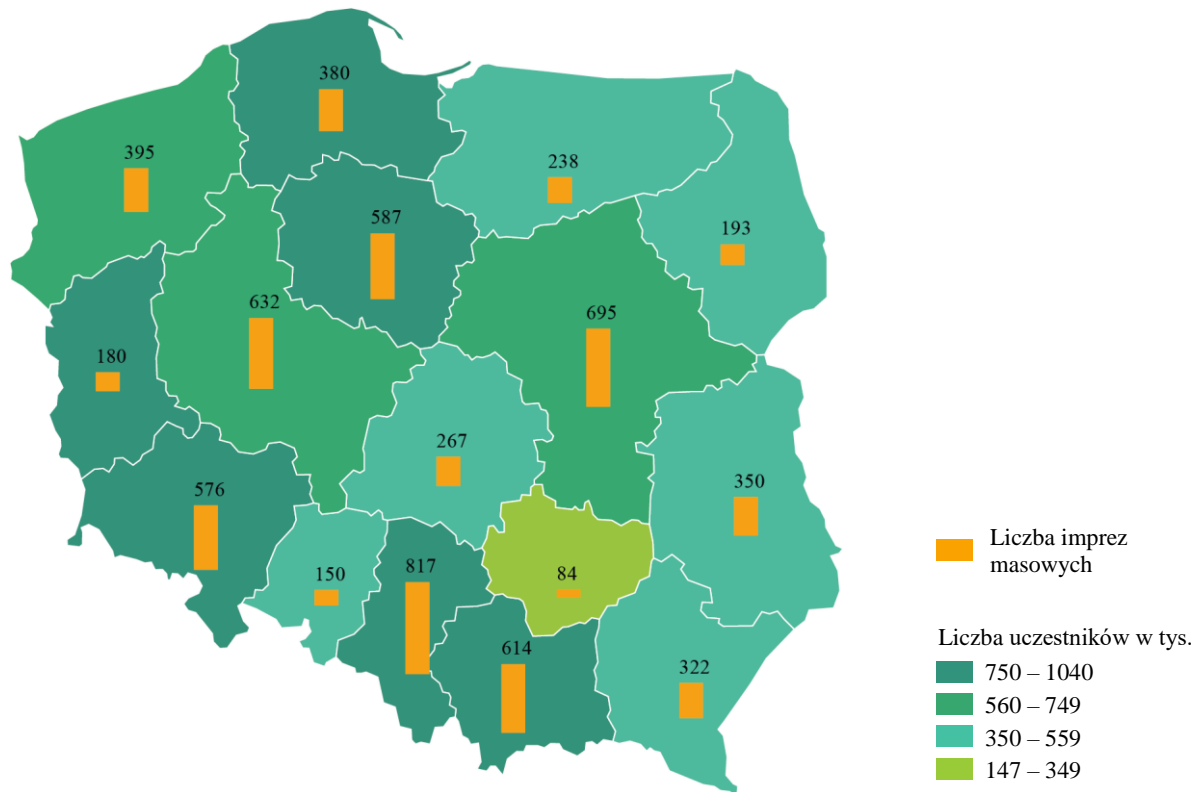 380
395
238
587
193
632
695
180
267
576
350
150
817
84
614
322
Liczba imprez
masowych
Liczba uczestników w tys.
750 – 1040
560 – 749
350 – 559
147 – 349